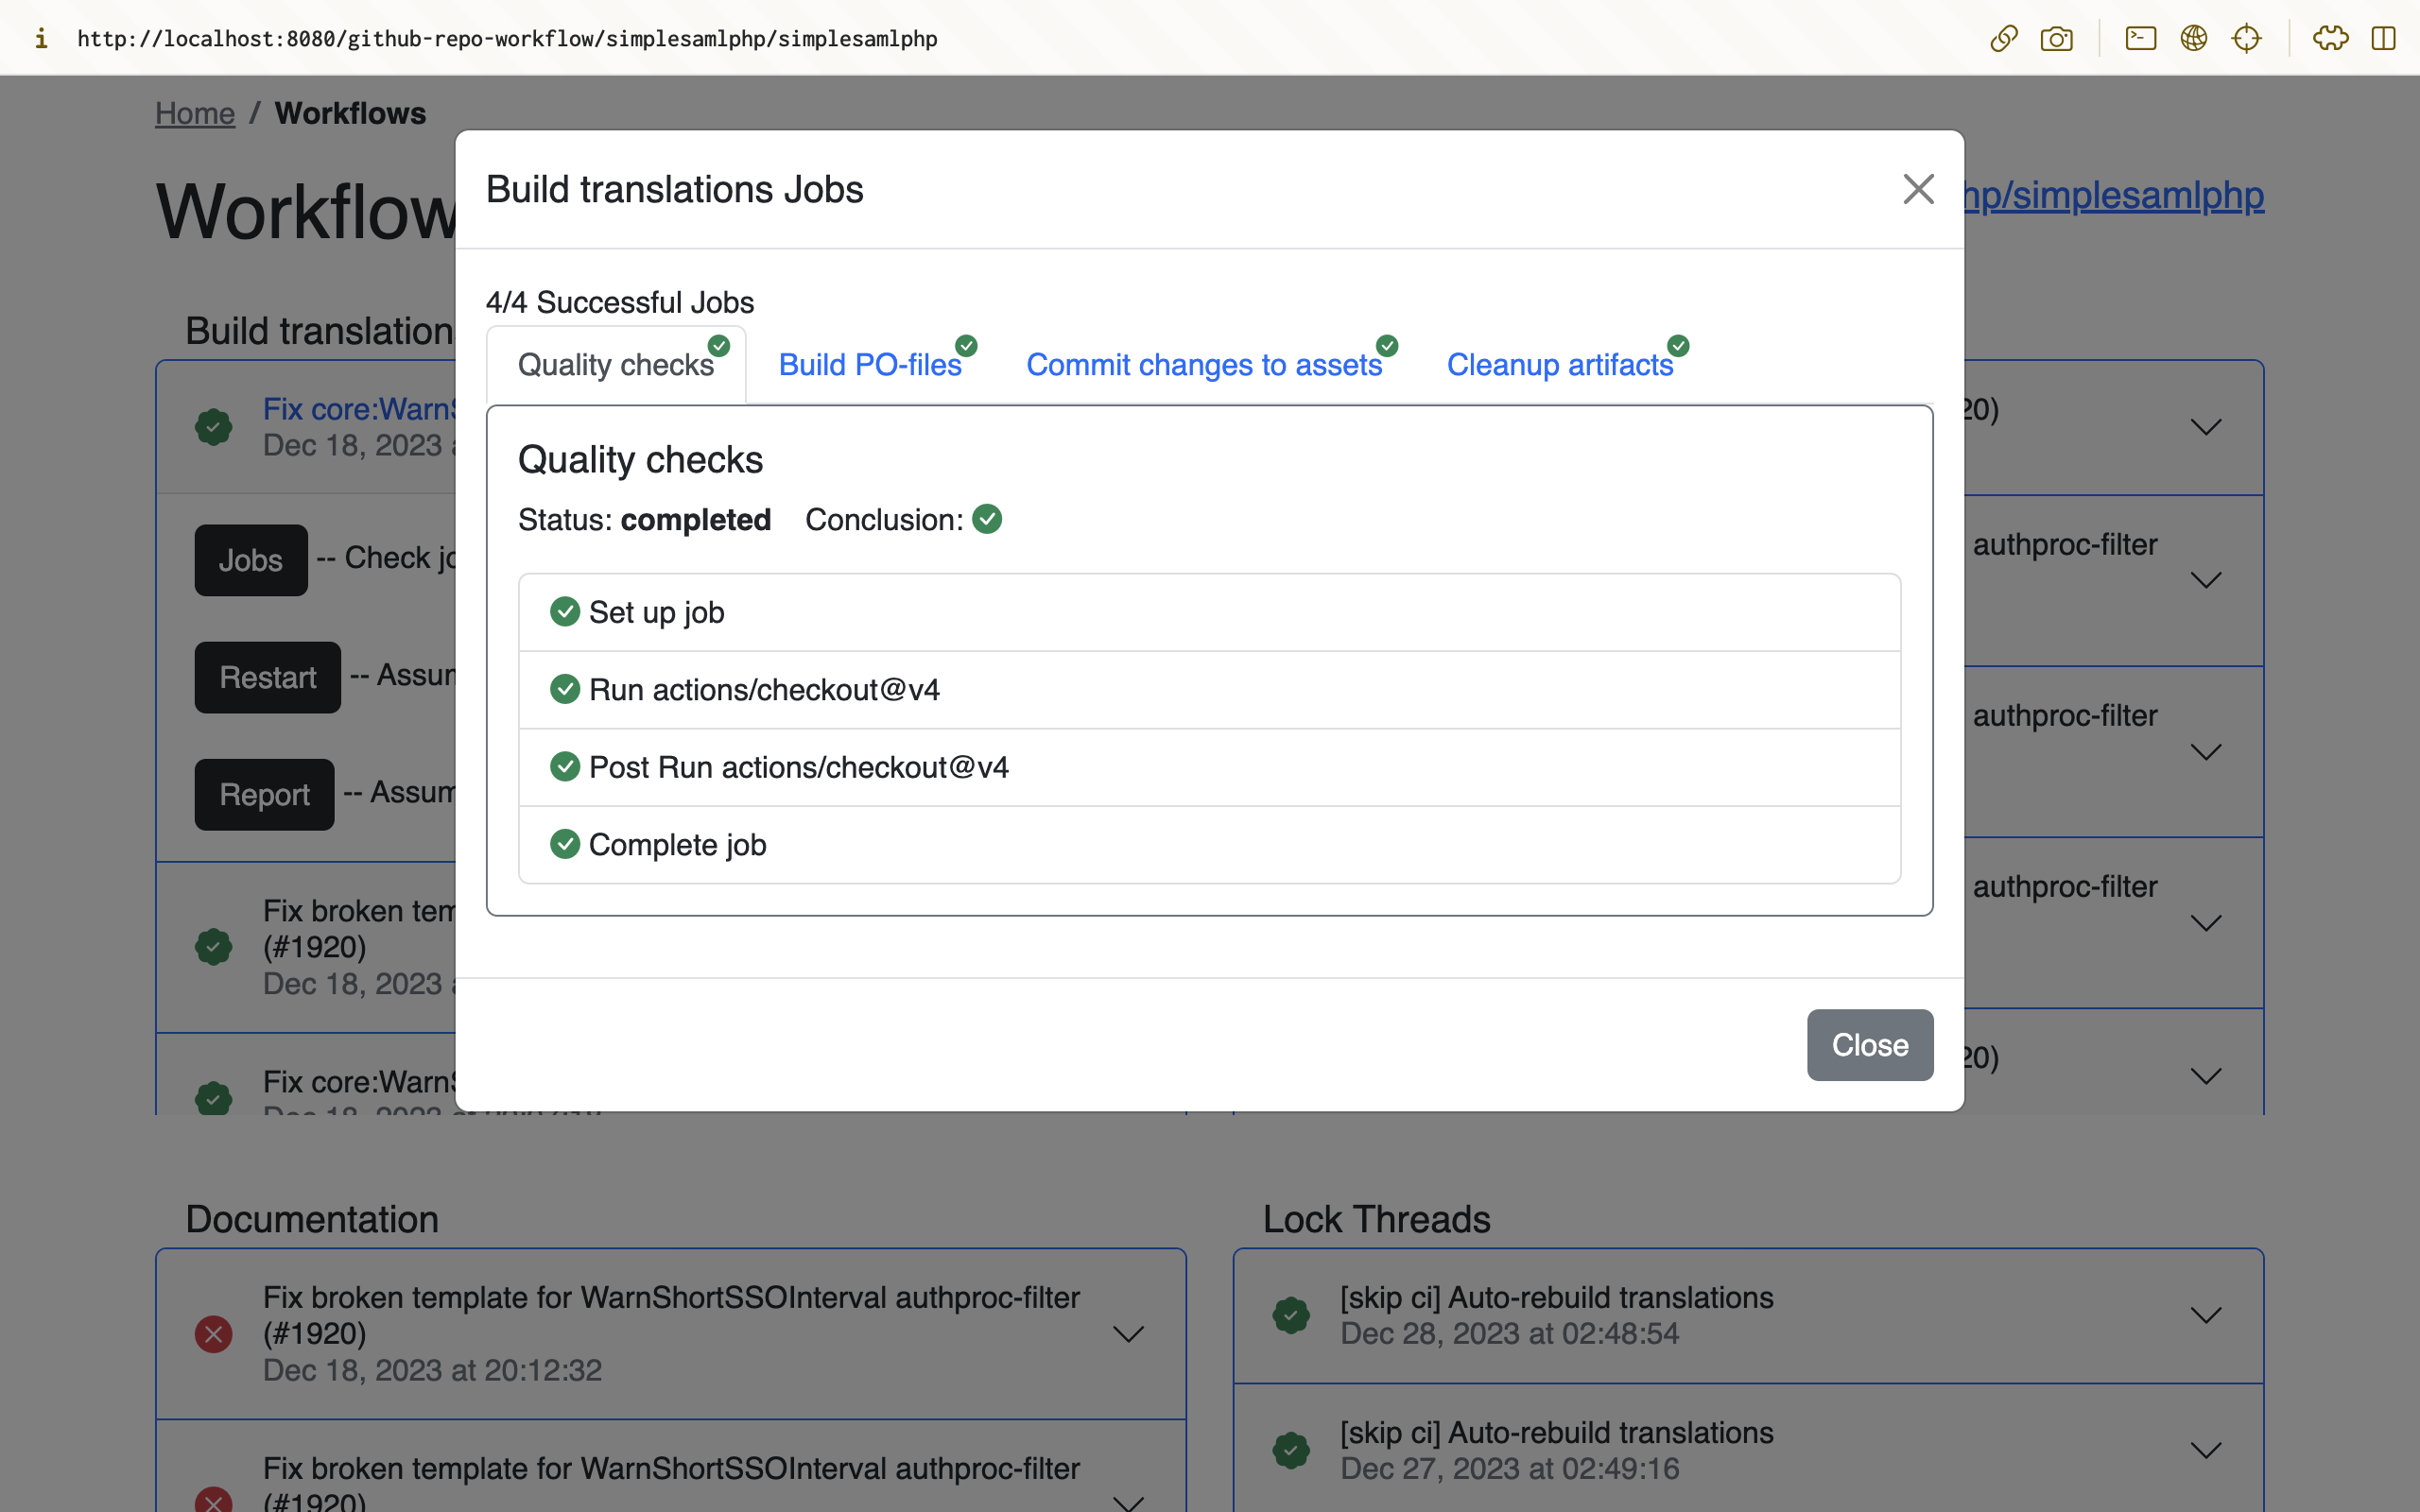 http://localhost:8080/github-repo-workflow/simplesamlphp/simplesamlphp
Home / Workflows
Workflow
hp/simplesamlphp
Build translations Jobs
4/4 Successful Jobs
Quality checks
Build PO-files
Commit changes to assets
Cleanup artifacts
Quality checks
Status: completed Conclusion:
Set up job
Run actions/checkout@v4
Post Run actions/checkout@v4
Complete job
Close
Build translation
Fix core:Warn
Dec 18, 2023
Jobs -- Check
Restart --
Report --
Fix broken
(#1920)
Dec 18, 2023
Fix core:Warn
20)
authproc-filter
authproc-filter
authproc-filter
20)
Documentation
Fix broken template for WarnShortSSOInterval authproc-filter
(#1920)
Dec 18, 2023 at 20:12:32
Fix broken template for WarnShortSSOInterval authproc-filter
(#1920)
Lock Threads
[skip ci] Auto-rebuild translations
Dec 28, 2023 at 02:48:54
[skip ci] Auto-rebuild translations
Dec 27, 2023 at 02:49:16